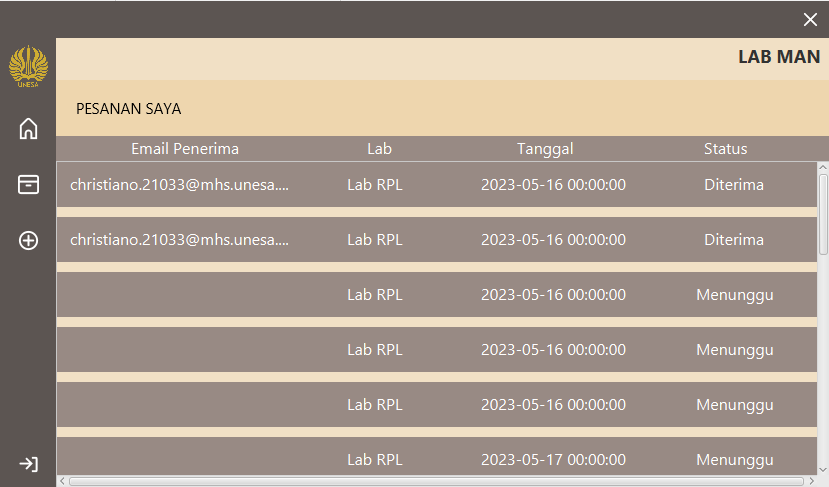 UNESA
LAB MAN
PESANAN SAYA
Email Penerima Lab Tanggal Status
christiano.21033@mhs.unesa.... Lab RPL 2023-05-16 00:00:00 Diterima
christiano.21033@mhs.unesa.... Lab RPL 2023-05-16 00:00:00 Diterima
Lab RPL 2023-05-16 00:00:00 Menunggu
Lab RPL 2023-05-16 00:00:00 Menunggu
Lab RPL 2023-05-16 00:00:00 Menunggu
Lab RPL 2023-05-17 00:00:00 Menunggu